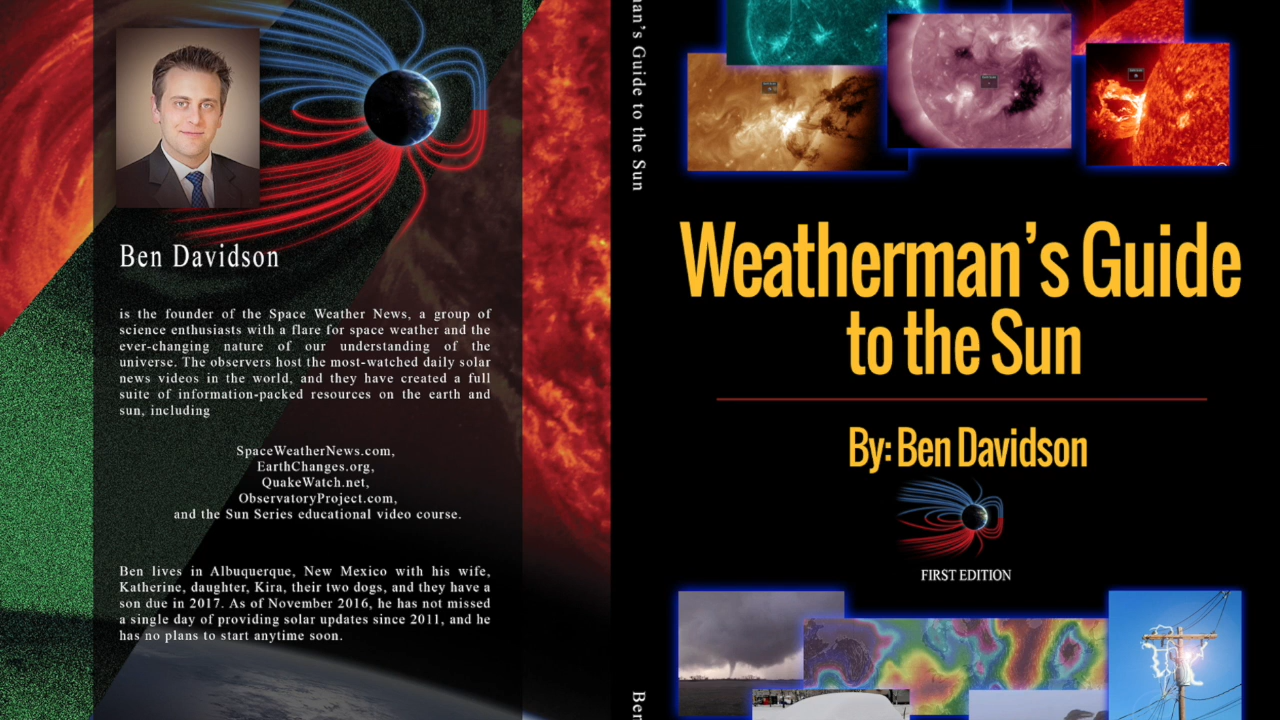 Ben Davidson
is the founder of the Space Weather News, a group of
science enthusiasts with a flare for space weather and the
ever-changing nature of our understanding of the
universe. The observers host the most-watched daily solar
news videos in the world, and they have created a full
suite of information-packed resources on the earth and
sun, including
SpaceWeatherNews.com,
EarthChanges.org,
QuakeWatch.net,
ObservatoryProject.com,
and the Sun Series educational video course.
Ben lives in Albuquerque, New Mexico with his wife,
Katherine, daughter, Kira, their two dogs, and they have a
son due in 2017. As of November 2016, he has not missed
a single day of providing solar updates since 2011, and he
has no plans to start anytime soon.
Guide to the Sun
Ben
Weatherman's Guide
to the Sun
By: Ben Davidson
FIRST EDITION